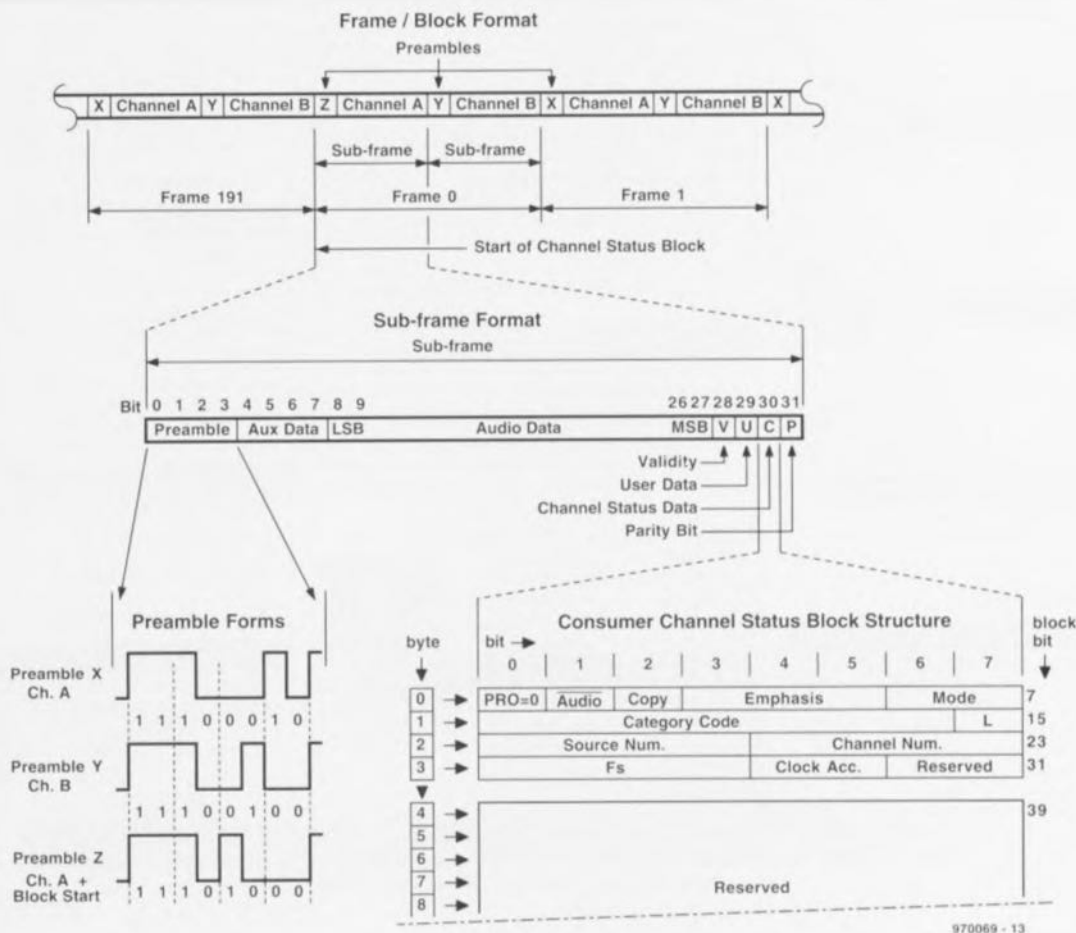 Frame / Block Format
Preambles
X Channel A Y Channel B Z Channel A Y Channel B X Channel A Y Channel B X
Sub-frame Sub-frame
Frame 191 Frame 0 Frame 1
Start of Channel Status Block
Sub-frame Format
Sub-frame
Bit 0 1 2 3 4 5 6 7 8 9 26 27 28 29 30 31
Preamble Aux Data LSB Audio Data MSB V U C P
Validity
User Data
Channel Status Data
Parity Bit
Preamble Forms
Preamble X
Ch. A
1 1 1 0 0 0 1 0
Preamble Y
Ch. B
1 1 1 0 0 1 0 0
Preamble Z
Ch. A +
Block Start
1 1 1 0 1 0 0 0
Consumer Channel Status Block Structure
byte bit block bit
0 1 2 3 4 5 6 7
0 PRO=0 Audio Copy Emphasis Mode 7
1 Category Code L 15
2 Source Num. Channel Num. 23
3 Fs Clock Acc. Reserved 31
4 39
5
6
7 Reserved
8
970069 - 13